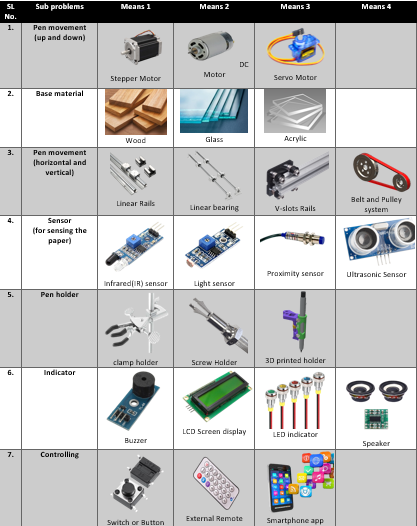 SL No.
Sub problems
Means 1
Means 2
Means 3
Means 4
1.
Pen movement
(up and down)
Stepper Motor
DC
Motor
Servo Motor
2.
Base material
Wood
Glass
Acrylic
3.
Pen movement
(horizontal and
vertical)
Linear Rails
Linear bearing
V-slots Rails
Belt and Pulley
system
4.
Sensor
(for sensing the
paper)
Infrared(IR) sensor
Light sensor
Proximity sensor
Ultrasonic Sensor
5.
Pen holder
clamp holder
Screw Holder
3D printed holder
6.
Indicator
Buzzer
LCD Screen display
LED indicator
Speaker
7.
Controlling
Switch or Button
External Remote
Smartphone app